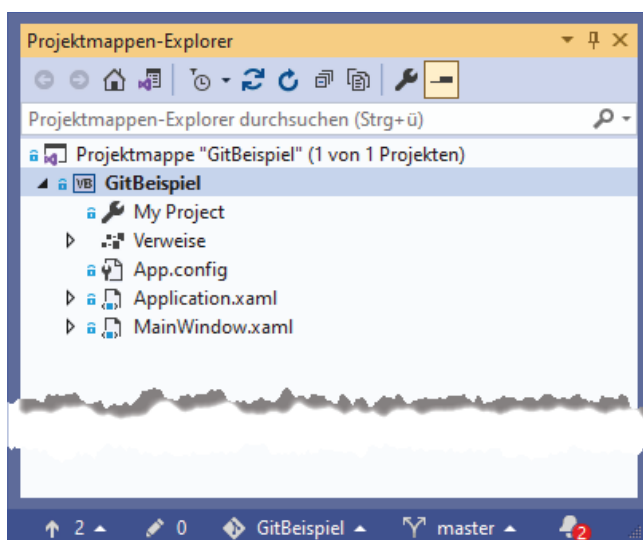 Projektmappen-Explorer
Projektmappen-Explorer durchsuchen (Strg+ü)
Projektmappe "GitBeispiel" (1 von 1 Projekten)
VB GitBeispiel
My Project
Verweise
App.config
Application.xaml
MainWindow.xaml
2 0 GitBeispiel master 2